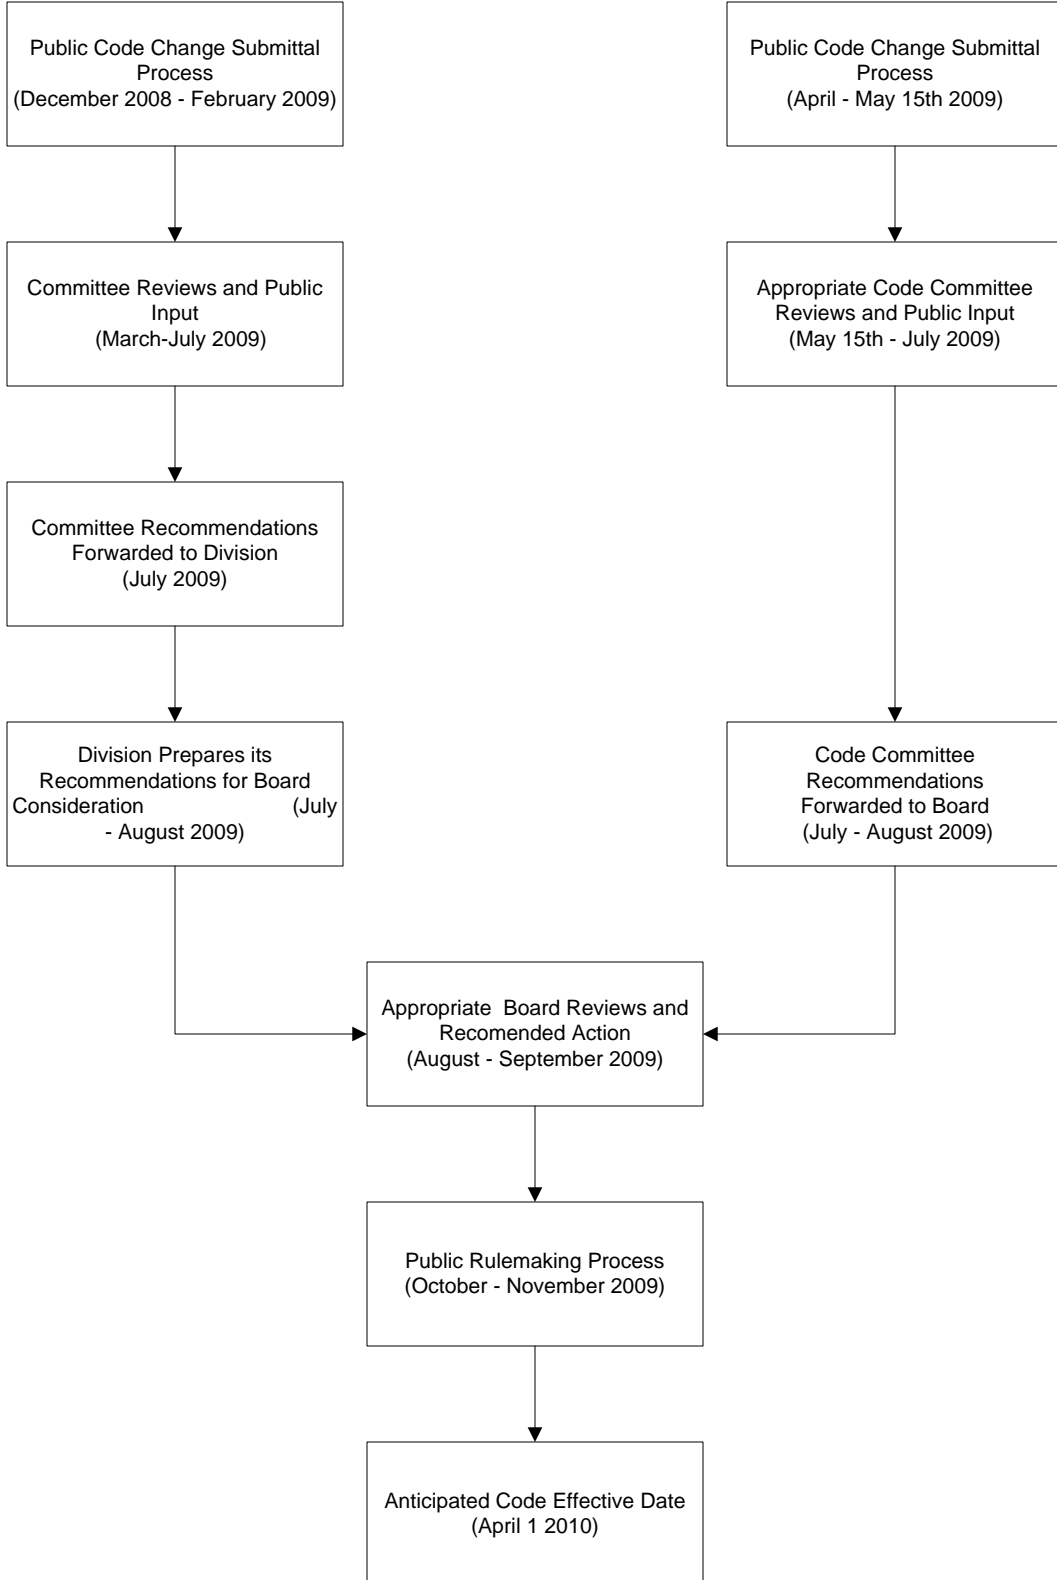 Public Code Change Submittal
Process
(December 2008 - February 2009)
Public Code Change Submittal
Process
(April - May 15th 2009)
Committee Reviews and Public
Input
(March-July 2009)
Appropriate Code Committee
Reviews and Public Input
(May 15th - July 2009)
Committee Recommendations
Forwarded to Division
(July 2009)
Division Prepares its
Recommendations for Board
Consideration (July
- August 2009)
Code Committee
Recommendations
Forwarded to Board
(July - August 2009)
Appropriate Board Reviews and
Recomended Action
(August - September 2009)
Public Rulemaking Process
(October - November 2009)
Anticipated Code Effective Date
(April 1 2010)